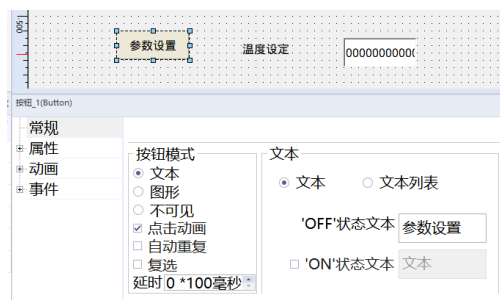 100S
参数设置
温度设定
0000000000(
按钮_1(Button)
常规
属性
动画
事件
按钮模式
文本
图形
不可见
点击动画
自动重复
复选
延时 0 *100毫秒
文本
文本
文本列表
'OFF'状态文本 参数设置
'ON'状态文本 文本